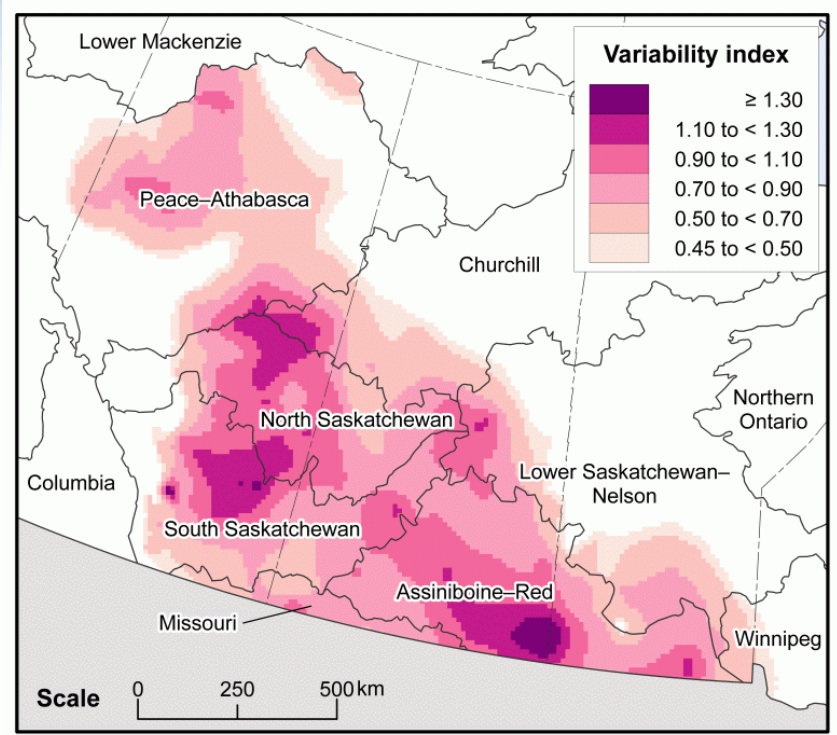 Lower Mackenzie
Variability index
≥ 1.30
1.10 to < 1.30
0.90 to < 1.10
0.70 to < 0.90
0.50 to < 0.70
0.45 to < 0.50
Peace–Athabasca
Churchill
Northern
Ontario
North Saskatchewan
Columbia
Lower Saskatchewan–
Nelson
South Saskatchewan
Assiniboine–Red
Missouri
Winnipeg
Scale
0 250 500 km